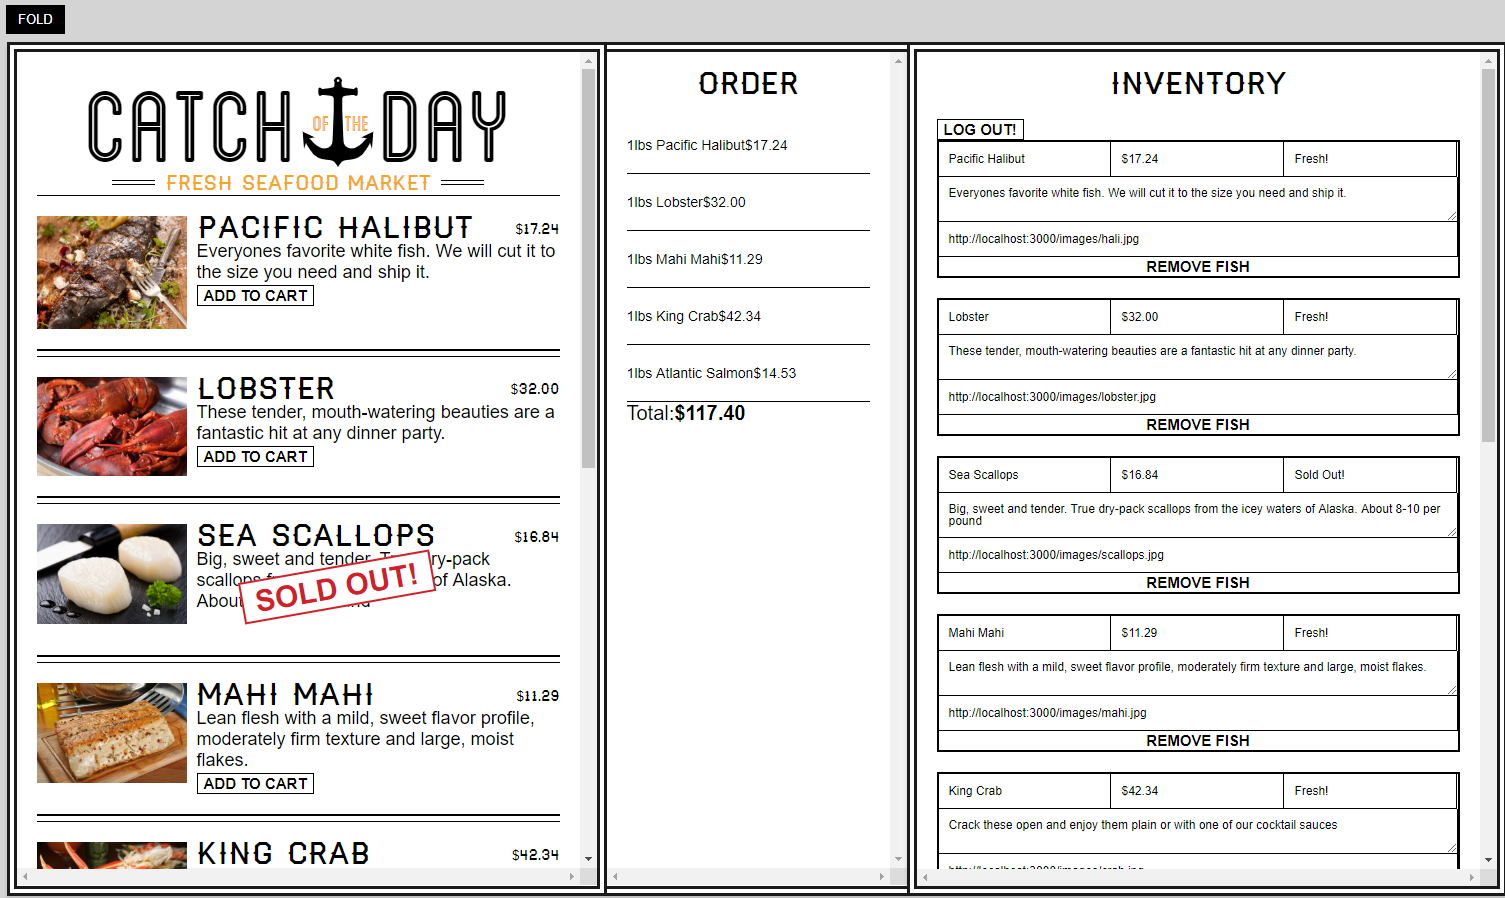 FOLD
CATCH OF THE DAY
FRESH SEAFOOD MARKET
PACIFIC HALIBUT $17.24
Everyones favorite white fish. We will cut it to
the size you need and ship it.
ADD TO CART
LOBSTER $32.00
These tender, mouth-watering beauties are a
fantastic hit at any dinner party.
ADD TO CART
SEA SCALLOPS $16.84
Big, sweet and tender. ry-pack
scallops of Alaska.
About
SOLD OUT!
MAHI MAHI $11.29
Lean flesh with a mild, sweet flavor profile,
moderately firm texture and large, moist
flakes.
ADD TO CART
KING CRAB $42.34
ORDER
1lbs Pacific Halibut$17.24
1lbs Lobster$32.00
1lbs Mahi Mahi$11.29
1lbs King Crab$42.34
1lbs Atlantic Salmon$14.53
Total:$117.40
INVENTORY
LOG OUT!
Pacific Halibut $17.24 Fresh!
Everyones favorite white fish. We will cut it to the size you need and ship it.
http://localhost:3000/images/hali.jpg
REMOVE FISH
Lobster $32.00 Fresh!
These tender, mouth-watering beauties are a fantastic hit at any dinner party.
http://localhost:3000/images/lobster.jpg
REMOVE FISH
Sea Scallops $16.84 Sold Out!
Big, sweet and tender. True dry-pack scallops from the icey waters of Alaska. About 8-10 per
pound
http://localhost:3000/images/scallops.jpg
REMOVE FISH
Mahi Mahi $11.29 Fresh!
Lean flesh with a mild, sweet flavor profile, moderately firm texture and large, moist flakes.
http://localhost:3000/images/mahi.jpg
REMOVE FISH
King Crab $42.34 Fresh!
Crack these open and enjoy them plain or with one of our cocktail sauces